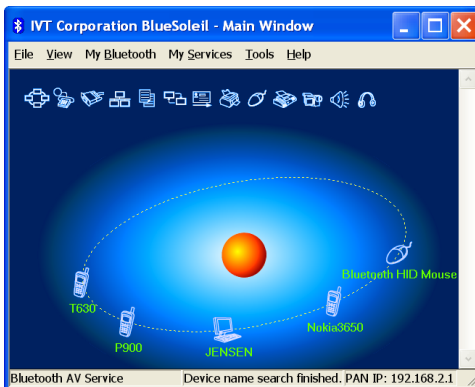 IVT Corporation BlueSoleil - Main Window
File View My Bluetooth My Services Tools Help
Bluetooth HID Mouse
T630
Nokia3650
P900
JENSEN
Bluetooth AV Service Device name search finished. PAN IP: 192.168.2.1